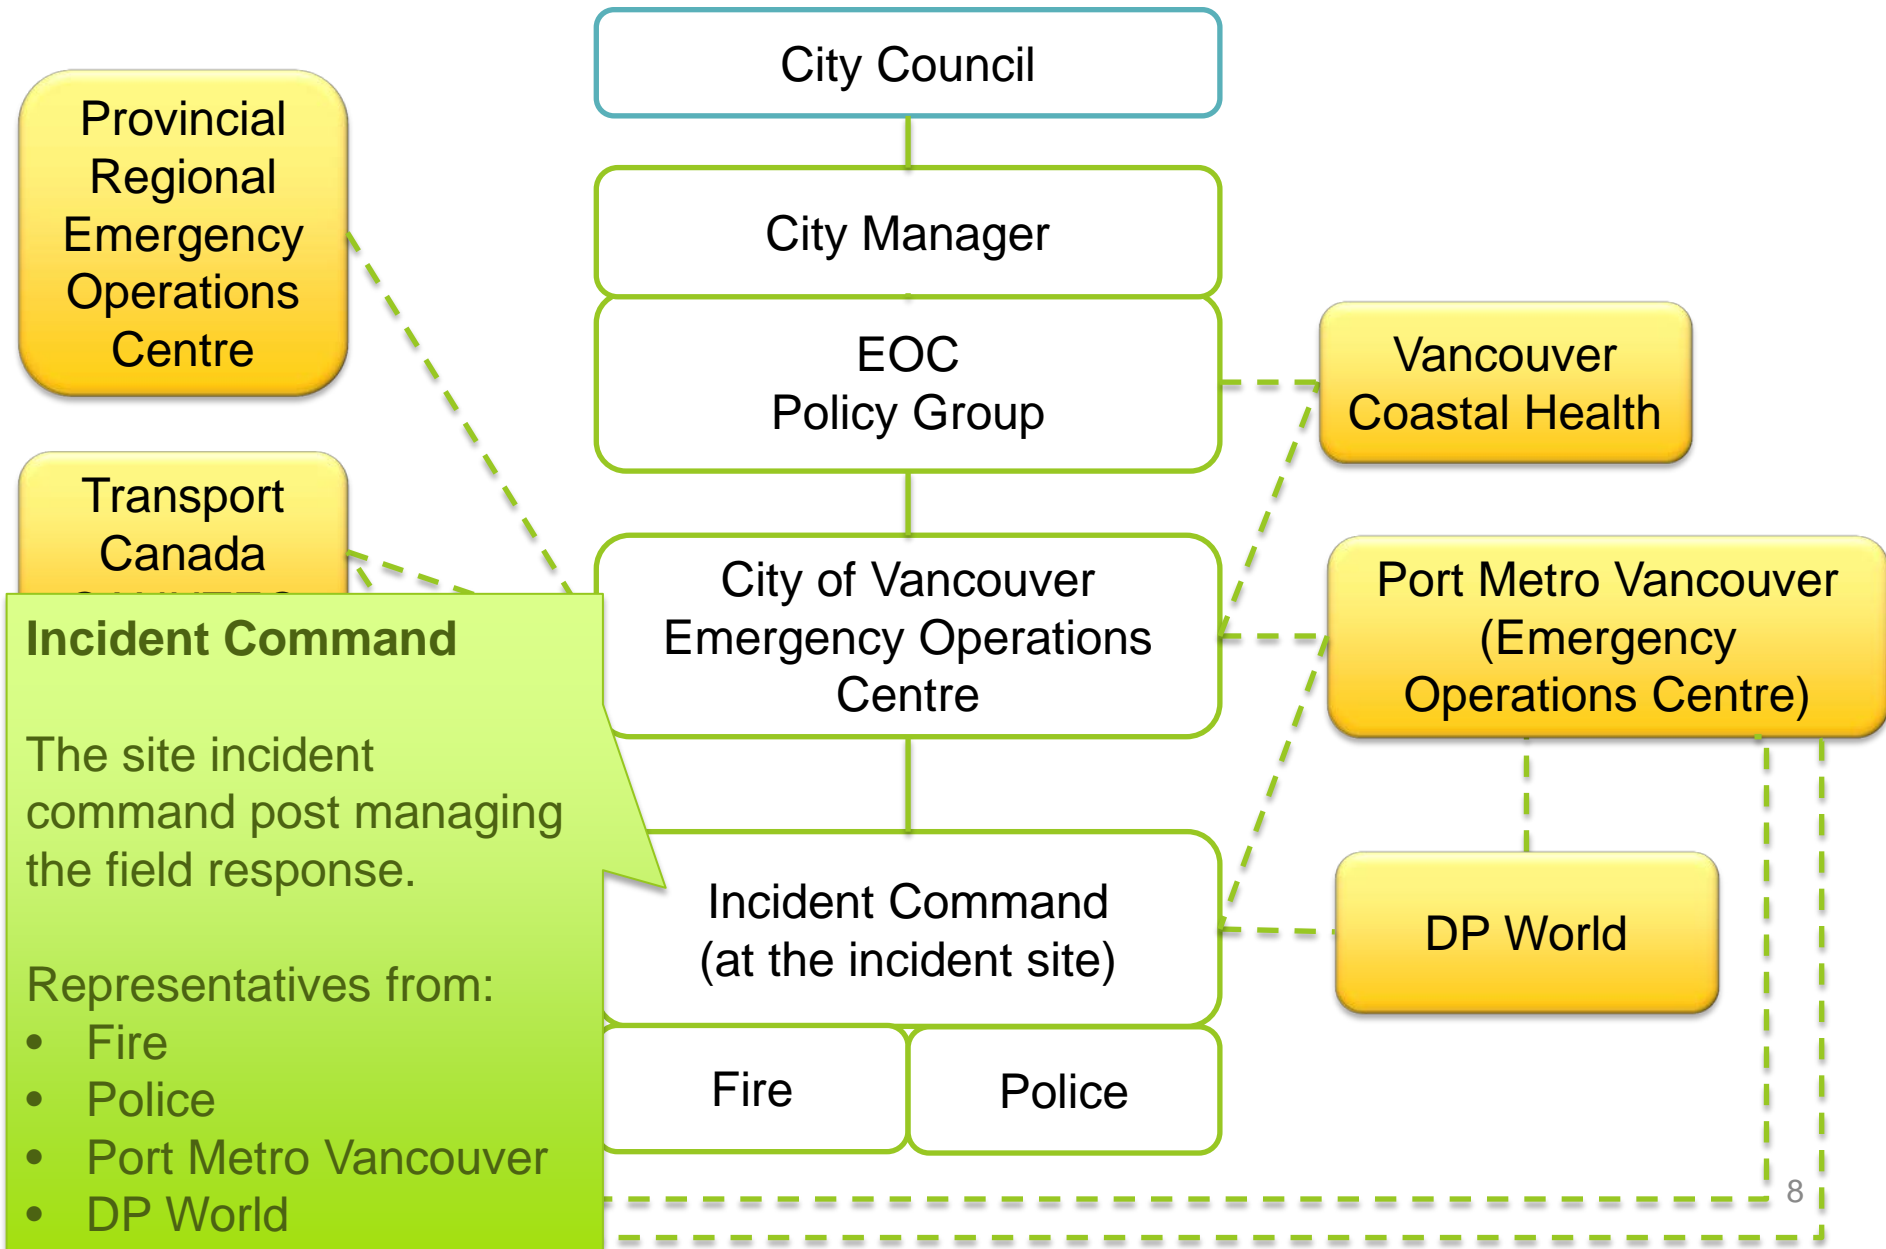 City Council
Provincial
Regional
Emergency
Operations
Centre
City Manager
EOC
Policy Group
Vancouver
Coastal Health
Transport
Canada
City of Vancouver
Emergency Operations
Centre
Port Metro Vancouver
(Emergency
Operations Centre)
Incident Command
The site incident
command post managing
the field response.
Representatives from:
• Fire
• Police
• Port Metro Vancouver
• DP World
Incident Command
(at the incident site)
DP World
Fire
Police
8